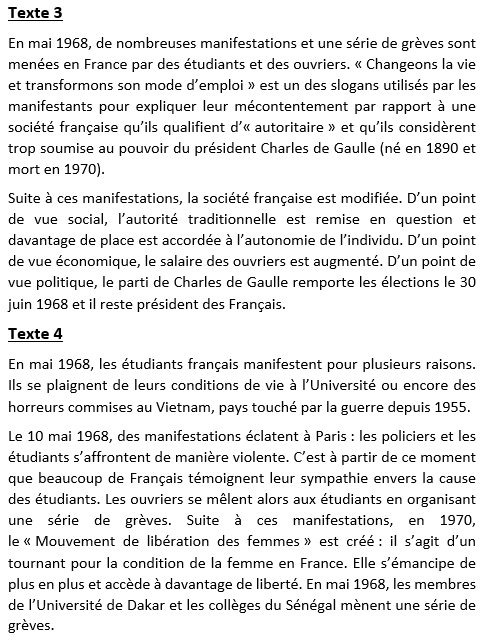 Texte 3
En mai 1968, de nombreuses manifestations et une série de grèves sont
menées en France par des étudiants et des ouvriers. « Changeons la vie
et transformons son mode d’emploi » est un des slogans utilisés par les
manifestants pour expliquer leur mécontentement par rapport à une
société française qu’ils qualifient d’« autoritaire » et qu’ils considèrent
trop soumise au pouvoir du président Charles de Gaulle (né en 1890 et
mort en 1970).
Suite à ces manifestations, la société française est modifiée. D’un point
de vue social, l’autorité traditionnelle est remise en question et
davantage de place est accordée à l’autonomie de l’individu. D’un point
de vue économique, le salaire des ouvriers est augmenté. D’un point de
vue politique, le parti de Charles de Gaulle remporte les élections le 30
juin 1968 et il reste président des Français.
Texte 4
En mai 1968, les étudiants français manifestent pour plusieurs raisons.
Ils se plaignent de leurs conditions de vie à l’Université ou encore des
horreurs commises au Vietnam, pays touché par la guerre depuis 1955.
Le 10 mai 1968, des manifestations éclatent à Paris : les policiers et les
étudiants s’affrontent de manière violente. C’est à partir de ce moment
que beaucoup de Français témoignent leur sympathie envers la cause
des étudiants. Les ouvriers se mêlent alors aux étudiants en organisant
une série de grèves. Suite à ces manifestations, en 1970,
le « Mouvement de libération des femmes » est créé : il s’agit d’un
tournant pour la condition de la femme en France. Elle s’émancipe de
plus en plus et accède à davantage de liberté. En mai 1968, les membres
de l’Université de Dakar et les collèges du Sénégal mènent une série de
grèves.